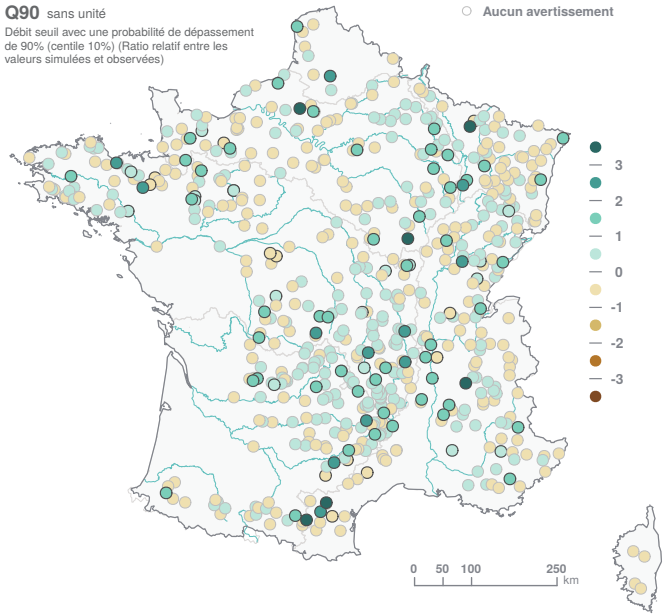 Q90 sans unité
Débit seuil avec une probabilité de dépassement
de 90% (centile 10%) (Ratio relatif entre les
valeurs simulées et observées)
Aucun avertissement
3
2
1
0
-1
-2
-3
0 50 100 250
km